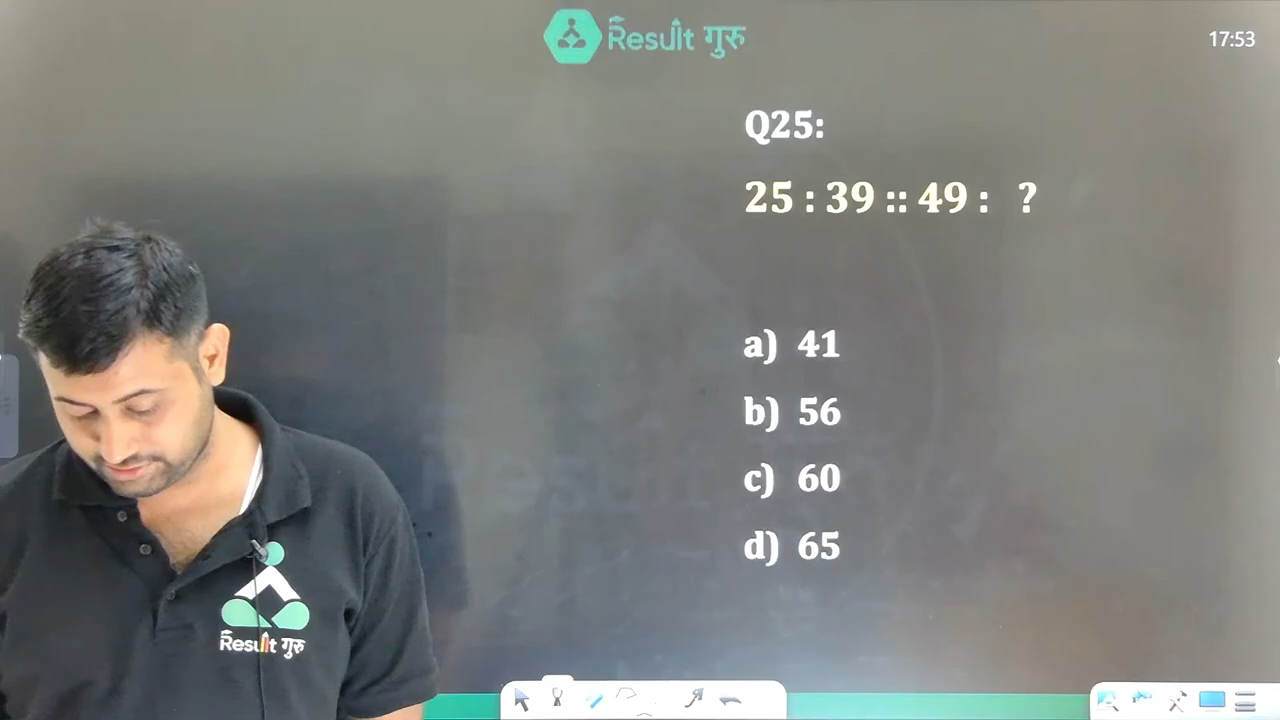 Result गुरु
17:53
Q25:
25 : 39 :: 49 : ?
a) 41
b) 56
c) 60
d) 65
Result गुरु